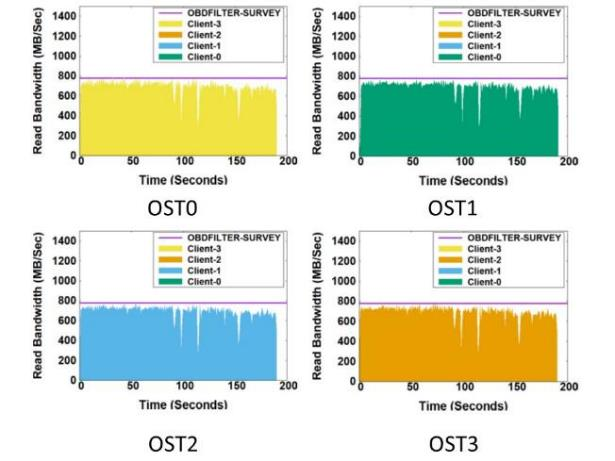 1400
1200
1000
800
600
400
200
0
Read Bandwidth (MB/Sec)
OBDFILTER-SURVEY
Client-3
Client-2
Client-1
Client-0
0 50 100 150 200
Time (Seconds)
OST0
1400
1200
1000
800
600
400
200
0
Read Bandwidth (MB/Sec)
OBDFILTER-SURVEY
Client-3
Client-2
Client-1
Client-0
0 50 100 150 200
Time (Seconds)
OST1
1400
1200
1000
800
600
400
200
0
Read Bandwidth (MB/Sec)
OBDFILTER-SURVEY
Client-3
Client-2
Client-1
Client-0
0 50 100 150 200
Time (Seconds)
OST2
1400
1200
1000
800
600
400
200
0
Read Bandwidth (MB/Sec)
OBDFILTER-SURVEY
Client-3
Client-2
Client-1
Client-0
0 50 100 150 200
Time (Seconds)
OST3